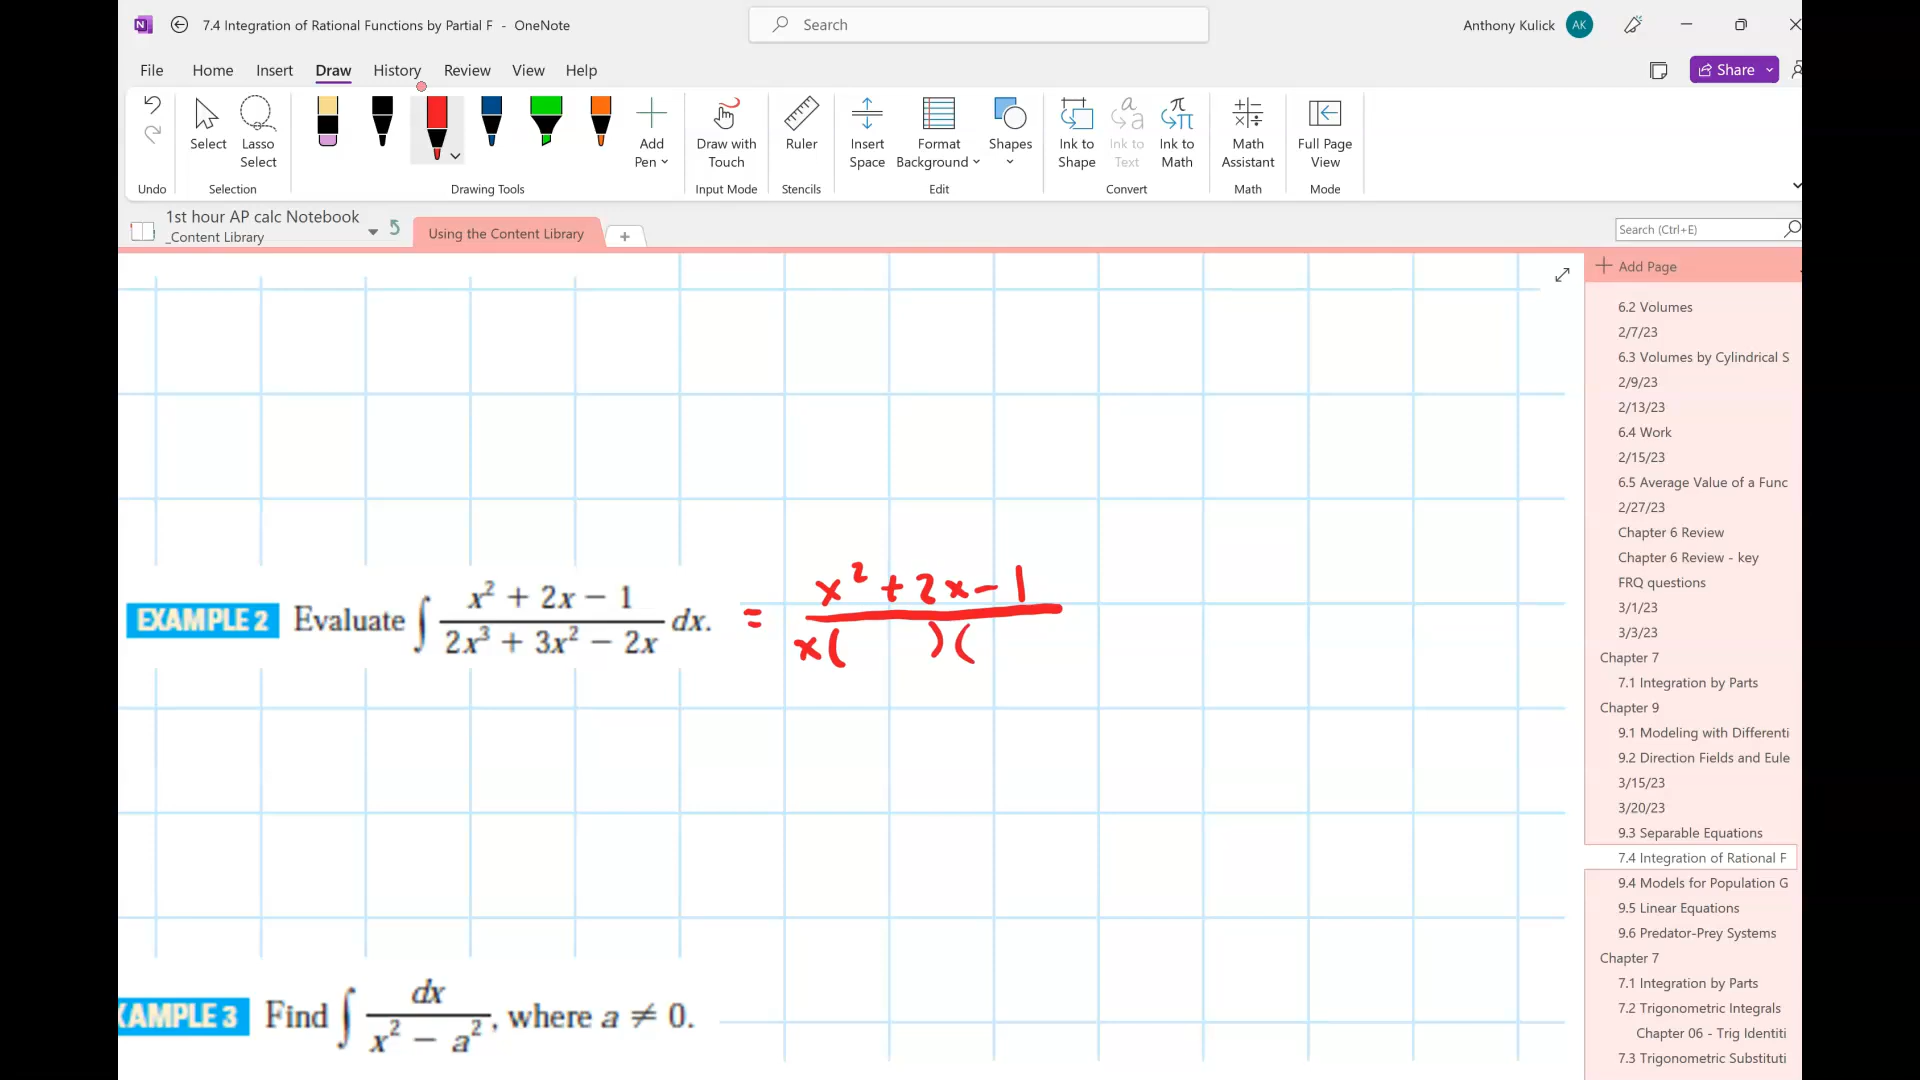 7.4 Integration of Rational Functions by Partial F - OneNote
Search
Anthony Kulick AK
File Home Insert Draw History Review View Help
Share
Undo
Select
Lasso Select
Selection
Drawing Tools
Add Pen
Draw with Touch
Input Mode
Ruler
Stencils
Insert Space
Format Background
Shapes
Edit
Ink to Shape
Ink to Text
Ink to Math
Convert
Math Assistant
Math
Full Page View
Mode
1st hour AP calc Notebook
_Content Library
Using the Content Library
Search (Ctrl+E)
Add Page
6.2 Volumes
2/7/23
6.3 Volumes by Cylindrical S
2/9/23
2/13/23
6.4 Work
2/15/23
6.5 Average Value of a Func
2/27/23
Chapter 6 Review
Chapter 6 Review - key
FRQ questions
3/1/23
3/3/23
Chapter 7
7.1 Integration by Parts
Chapter 9
9.1 Modeling with Differenti
9.2 Direction Fields and Eule
3/15/23
3/20/23
9.3 Separable Equations
7.4 Integration of Rational F
9.4 Models for Population G
9.5 Linear Equations
9.6 Predator-Prey Systems
Chapter 7
7.1 Integration by Parts
7.2 Trigonometric Integrals
Chapter 06 - Trig Identiti
7.3 Trigonometric Substituti
EXAMPLE 2 Evaluate ∫ (x² + 2x − 1)/(2x³ + 3x² − 2x) dx. = x² + 2x − 1
x( )(
XAMPLE 3 Find ∫ dx/(x² − a²), where a ≠ 0.